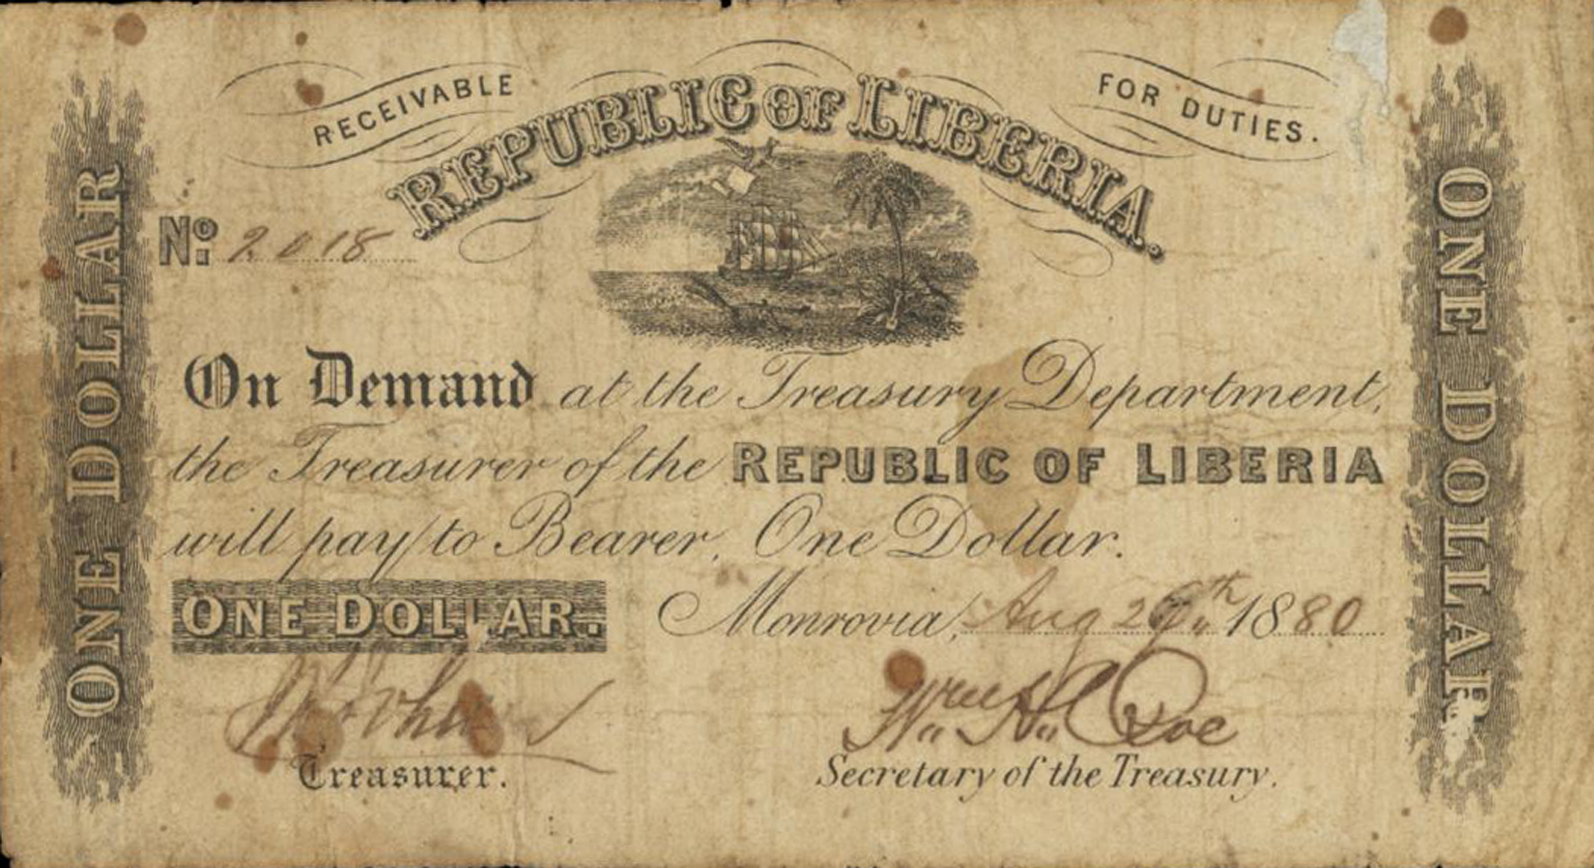 RECEIVABLE FOR DUTIES.
REPUBLIC OF LIBERIA.
No: 2018
On Demand at the Treasury Department,
the Treasurer of the REPUBLIC OF LIBERIA
will pay to Bearer, One Dollar.
ONE DOLLAR. Monrovia, Aug 1880
Treasurer. Secretary of the Treasury.
ONE DOLLAR
ONE DOLLAR